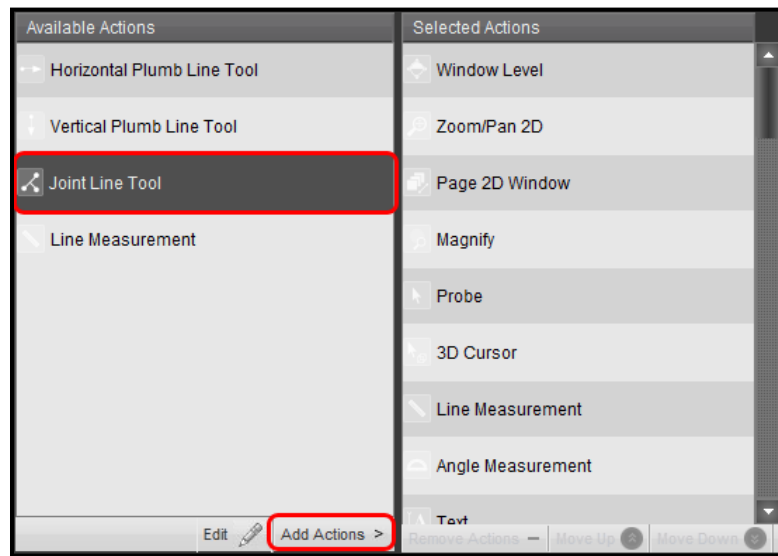 Available Actions
Horizontal Plumb Line Tool
Vertical Plumb Line Tool
Joint Line Tool
Line Measurement
Edit
Add Actions >
Selected Actions
Window Level
Zoom/Pan 2D
Page 2D Window
Magnify
Probe
3D Cursor
Line Measurement
Angle Measurement
Text
Remove Actions –
Move Up
Move Down